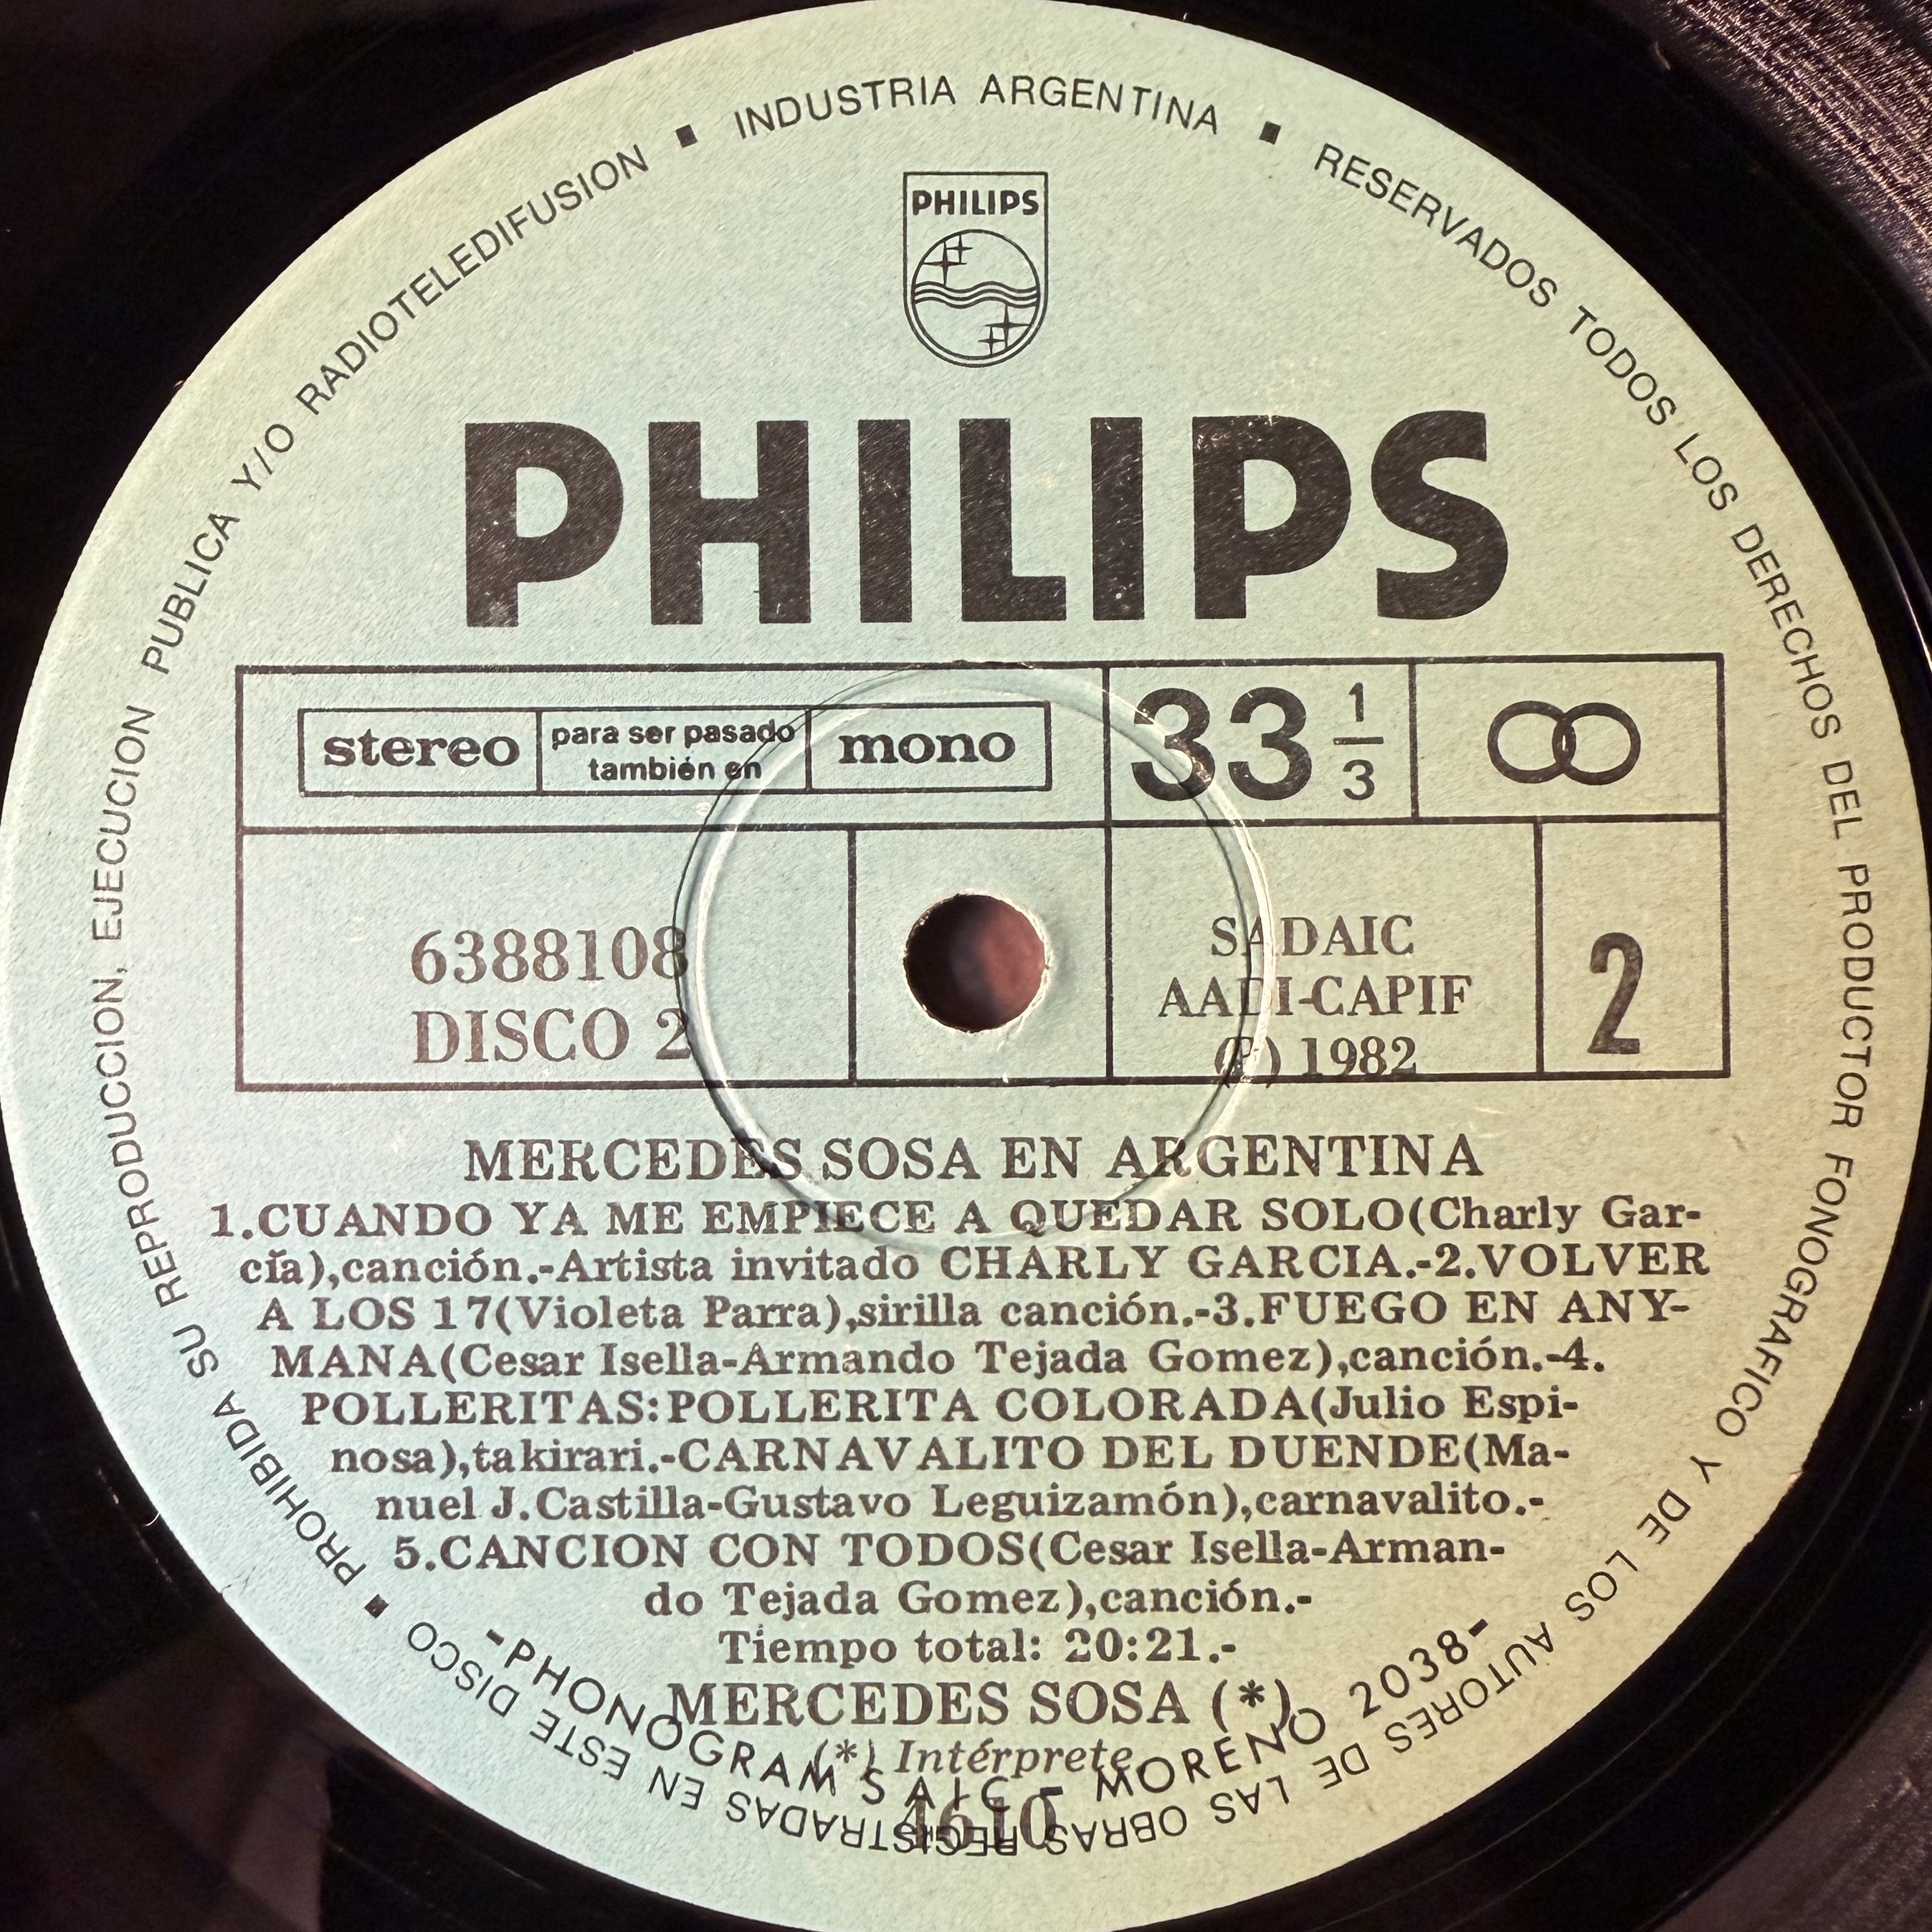 PROHIBIDA SU REPRODUCCION, EJECUCION PUBLICA Y/O RADIOTELEDIFUSION ▪ INDUSTRIA ARGENTINA ▪ RESERVADOS TODOS LOS DERECHOS DEL PRODUCTOR FONOGRAFICO Y DE LOS AUTORES DE LAS OBRAS REGISTRADAS EN ESTE DISCO ▪
PHILIPS
PHILIPS
stereo
para ser pasado
también en
mono
33 1/3
6388108
DISCO 2
SADAIC
AADI-CAPIF
(P) 1982
2
MERCEDES SOSA EN ARGENTINA
1.CUANDO YA ME EMPIECE A QUEDAR SOLO(Charly Gar-
cía),canción.-Artista invitado CHARLY GARCIA.-2.VOLVER
A LOS 17(Violeta Parra),sirilla canción.-3.FUEGO EN ANY-
MANA(Cesar Isella-Armando Tejada Gomez),canción.-4.
POLLERITAS:POLLERITA COLORADA(Julio Espi-
nosa),takirari.-CARNAVALITO DEL DUENDE(Ma-
nuel J.Castilla-Gustavo Leguizamón),carnavalito.-
5.CANCION CON TODOS(Cesar Isella-Arman-
do Tejada Gomez),canción.-
Tiempo total: 20:21.-
MERCEDES SOSA (*)
(*) Intérprete
-PHONOGRAM S A I C - MORENO 2038-